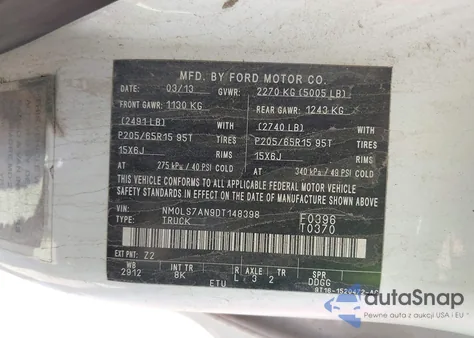 MFD. BY FORD MOTOR CO.
DATE: 03/13 GVWR: 2270 KG (5005 LB)
FRONT GAWR: 1130 KG REAR GAWR: 1243 KG
(2491 LB) WITH (2740 LB) WITH
P205/65R15 95T TIRES P205/65R15 95T TIRES
15X6J RIMS 15X6J RIMS
AT 275 kPa / 40 PSI COLD AT 340 kPa / 49 PSI COLD
THIS VEHICLE CONFORMS TO ALL APPLICABLE FEDERAL MOTOR VEHICLE
SAFETY STANDARDS IN EFFECT ON THE DATE OF MANUFACTURE SHOWN ABOVE.
VIN: NM0LS7AN9DT148398 F0396
TYPE: TRUCK T0370
EXT PNT: Z2
WB INT TR AXLE TR SPR
2912 8K L 3 2 DDGG
ETU
autoSnap
Pewne auta z aukcji USA i EU